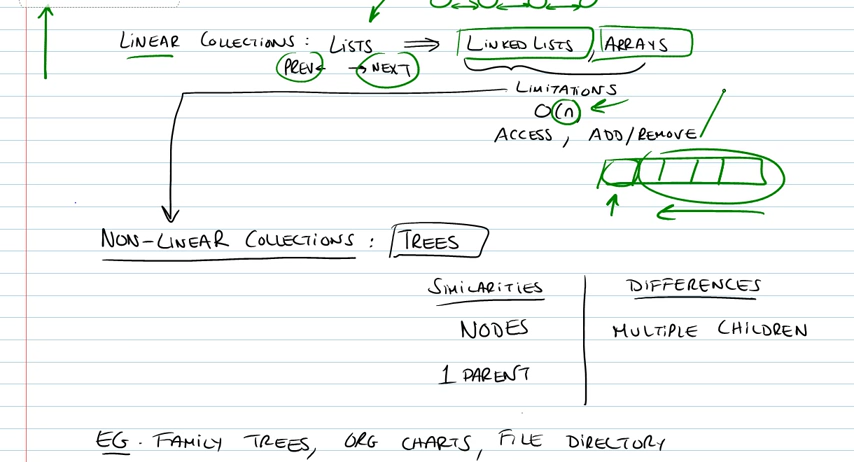 LINEAR COLLECTIONS: LISTS ⇒ LINKED LISTS, ARRAYS
PREV← →NEXT
LIMITATIONS
O(n)
ACCESS, ADD/REMOVE
NON-LINEAR COLLECTIONS: TREES
SIMILARITIES DIFFERENCES
NODES MULTIPLE CHILDREN
1 PARENT
EG. FAMILY TREES, ORG CHARTS, FILE DIRECTORY